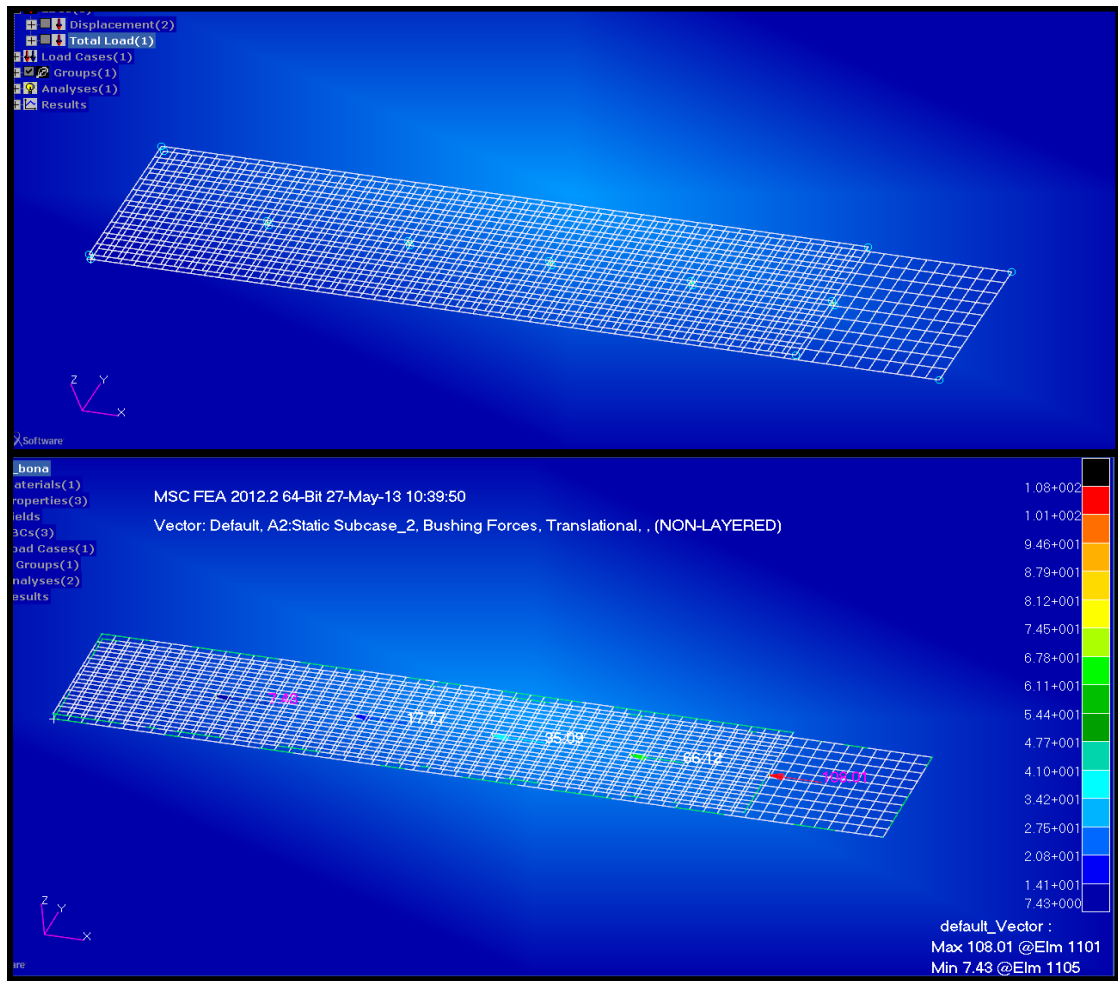 Displacement(2)
Total Load(1)
Load Cases(1)
Groups(1)
Analyses(1)
Results
Z
Y
X
Software
_bona
aterials(1)
roperties(3)
ields
BCs(3)
oad Cases(1)
Groups(1)
nalyses(2)
esults
MSC FEA 2012.2 64-Bit 27-May-13 10:39:50
Vector: Default, A2:Static Subcase_2, Bushing Forces, Translational, , (NON-LAYERED)
1.08+002
1.01+002
9.46+001
8.79+001
8.12+001
7.45+001
6.78+001
6.11+001
5.44+001
4.77+001
4.10+001
3.42+001
2.75+001
2.08+001
1.41+001
7.43+000
7.43
17.77
35.09
66.12
108.01
Z
Y
X
default_Vector :
Max 108.01 @Elm 1101
Min 7.43 @Elm 1105